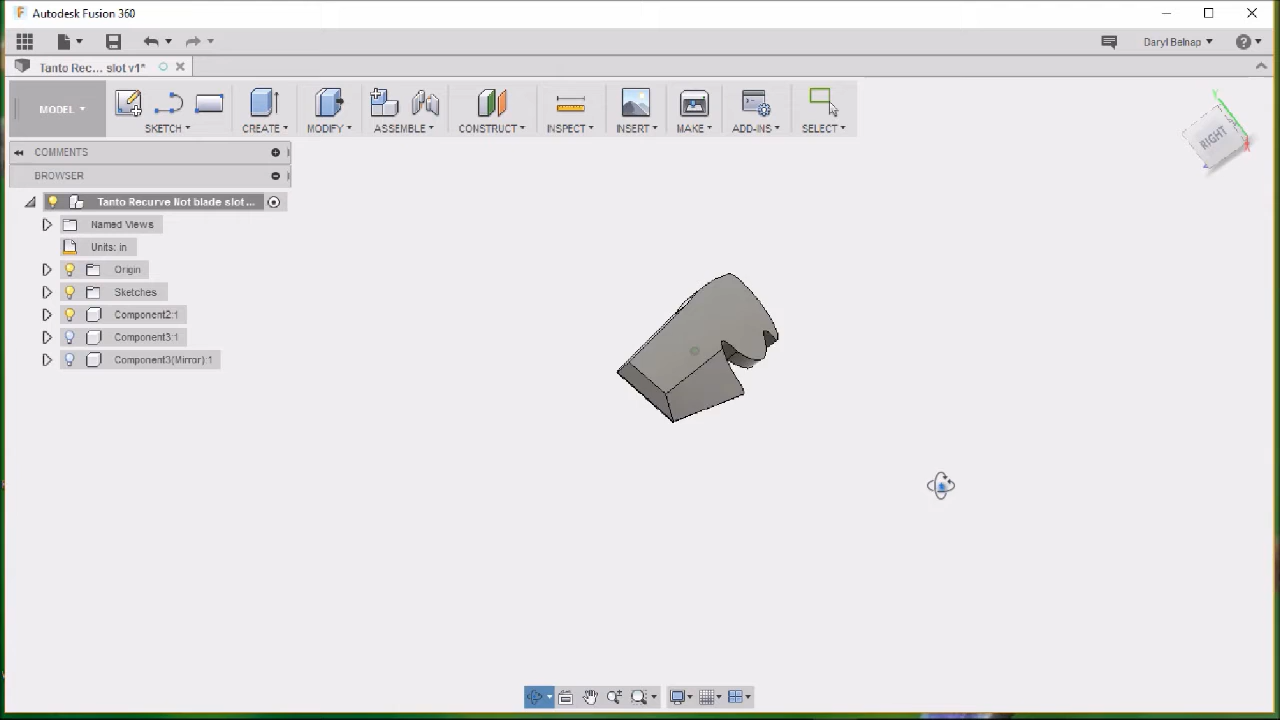 F Autodesk Fusion 360
Daryl Belnap
?
Tanto Rec... slot v1*
MODEL
SKETCH
CREATE
MODIFY
ASSEMBLE
CONSTRUCT
INSPECT
INSERT
MAKE
ADD-INS
SELECT
RIGHT
COMMENTS
BROWSER
Tanto Recurve Not blade slot ...
Named Views
Units: in
Origin
Sketches
Component2:1
Component3:1
Component3(Mirror):1